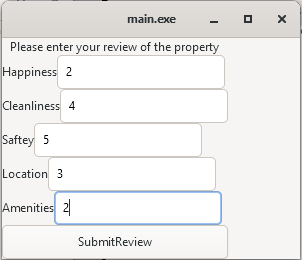 main.exe
Please enter your review of the property
Happiness 2
Cleanliness 4
Saftey 5
Location 3
Amenities 2
SubmitReview